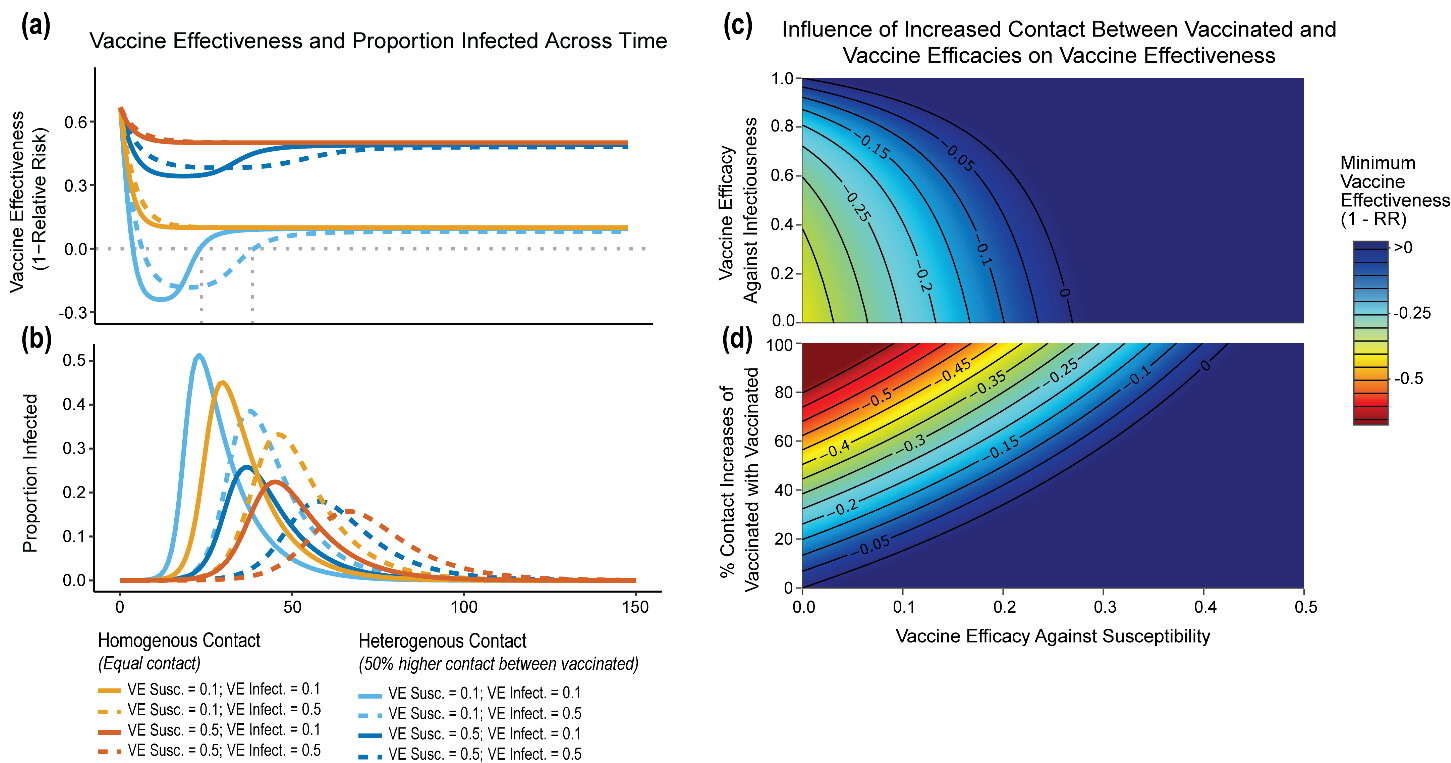 (a)
Vaccine Effectiveness and Proportion Infected Across Time
Vaccine Effectiveness
(1−Relative Risk)
0.6
0.3
0.0
-0.3
(b)
Proportion Infected
0.5
0.4
0.3
0.2
0.1
0.0
0
50
100
150
Homogenous Contact
(Equal contact)
VE Susc. = 0.1; VE Infect. = 0.1
VE Susc. = 0.1; VE Infect. = 0.5
VE Susc. = 0.5; VE Infect. = 0.1
VE Susc. = 0.5; VE Infect. = 0.5
Heterogenous Contact
(50% higher contact between vaccinated)
VE Susc. = 0.1; VE Infect. = 0.1
VE Susc. = 0.1; VE Infect. = 0.5
VE Susc. = 0.5; VE Infect. = 0.1
VE Susc. = 0.5; VE Infect. = 0.5
(c)
Influence of Increased Contact Between Vaccinated and
Vaccine Efficacies on Vaccine Effectiveness
Vaccine Efficacy
Against Infectiousness
1.0
0.8
0.6
0.4
0.2
0.0
−0.15
−0.05
−0.25
−0.2
−0.1
0
(d)
% Contact Increases of
Vaccinated with Vaccinated
100
80
60
40
20
0
−0.45
−0.35
−0.25
−0.1
0
−0.5
−0.4
−0.3
−0.15
−0.2
−0.05
0.0
0.1
0.2
0.3
0.4
0.5
Vaccine Efficacy Against Susceptibility
Minimum
Vaccine
Effectiveness
(1 - RR)
>0
-0.25
-0.5